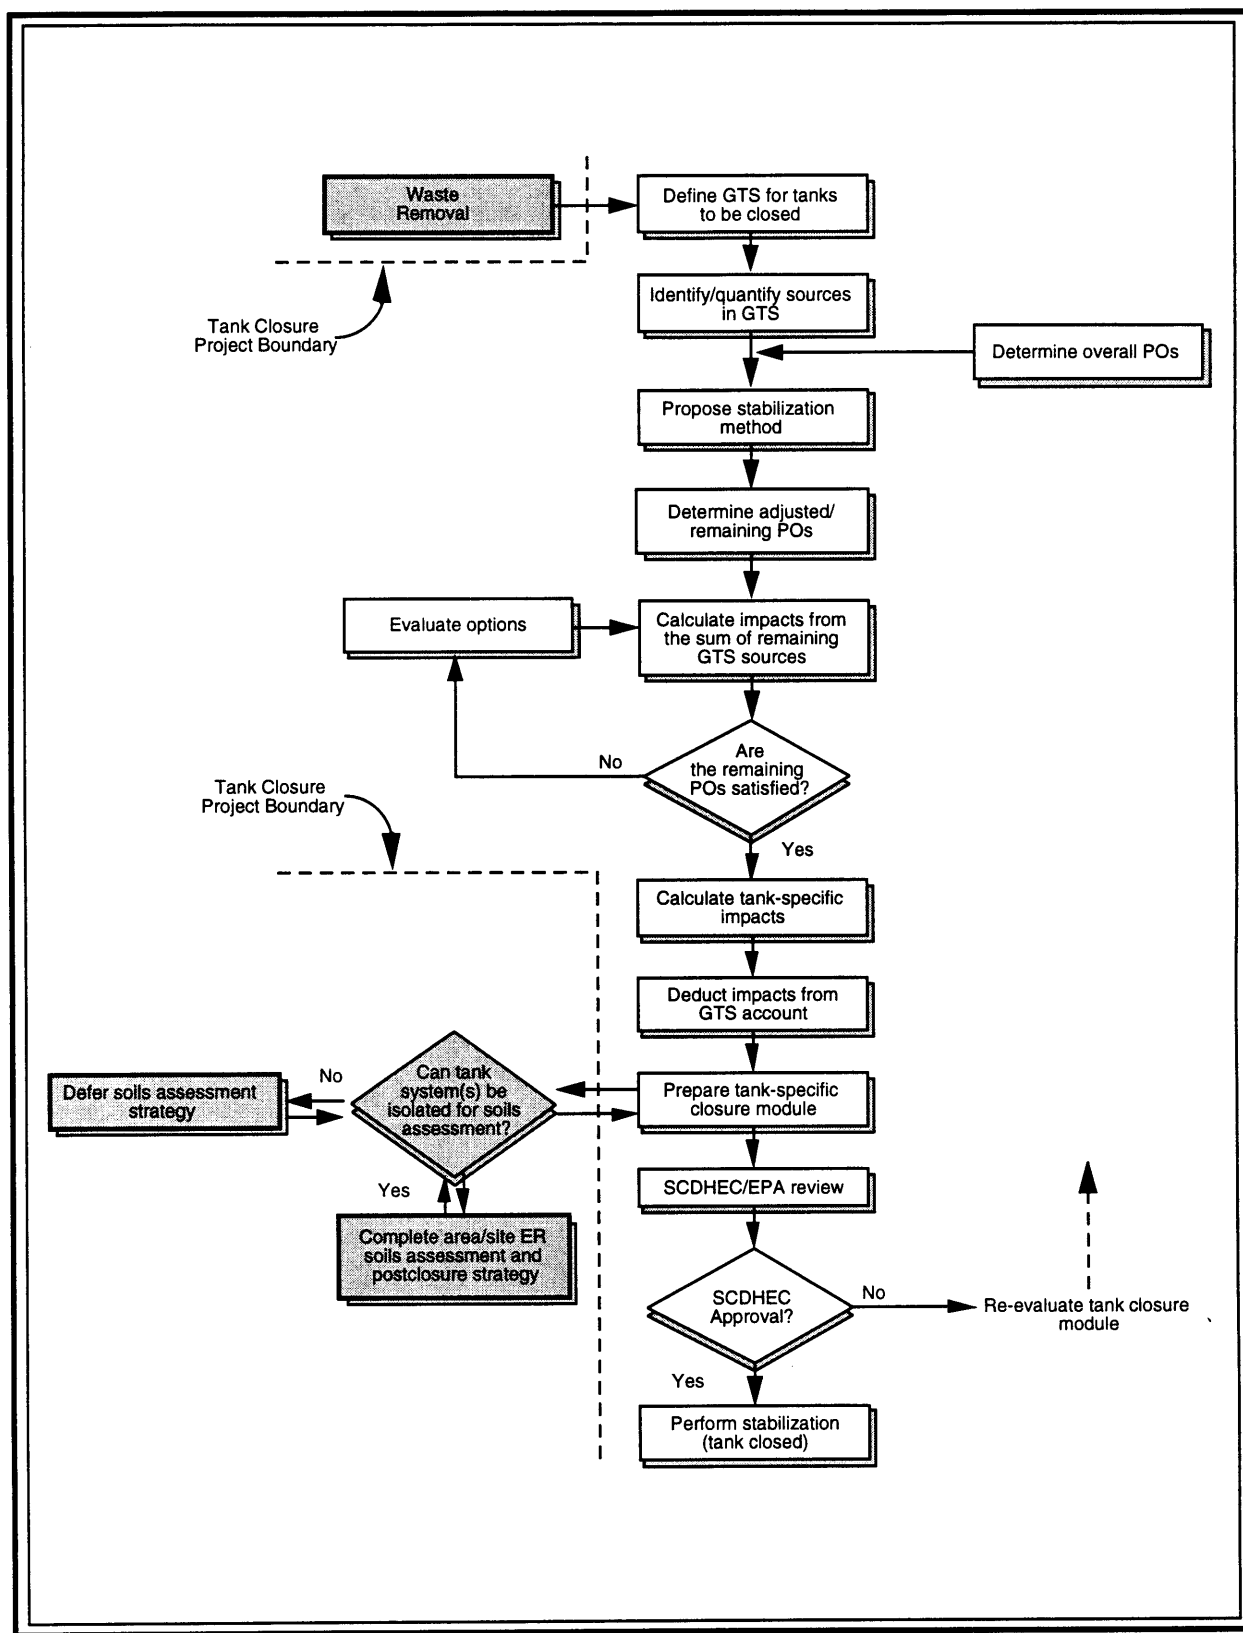 Waste
Removal
Define GTS for tanks
to be closed
Identify/quantify sources
in GTS
Tank Closure
Project Boundary
Determine overall POs
Propose stabilization
method
Determine adjusted/
remaining POs
Evaluate options
Calculate impacts from
the sum of remaining
GTS sources
Are
the remaining
POs satisfied?
No
Yes
Tank Closure
Project Boundary
Calculate tank-specific
impacts
Deduct impacts from
GTS account
Prepare tank-specific
closure module
Can tank
system(s) be
isolated for soils
assessment?
No
Defer soils assessment
strategy
Yes
Complete area/site ER
soils assessment and
postclosure strategy
SCDHEC/EPA review
SCDHEC
Approval?
No
Re-evaluate tank closure
module
Yes
Perform stabilization
(tank closed)